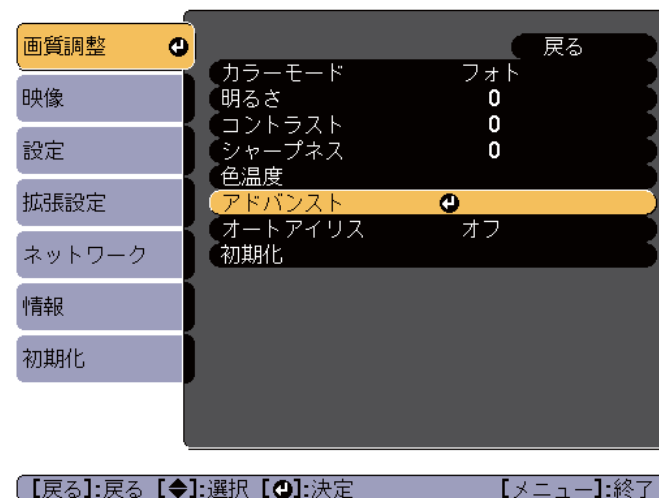 画質調整
映像
設定
拡張設定
ネットワーク
情報
初期化
戻る
カラーモード フォト
明るさ 0
コントラスト 0
シャープネス 0
色温度
アドバンスト
オートアイリス オフ
初期化
【戻る】:戻る 【◆】:選択 【⏎】:決定 【メニュー】:終了